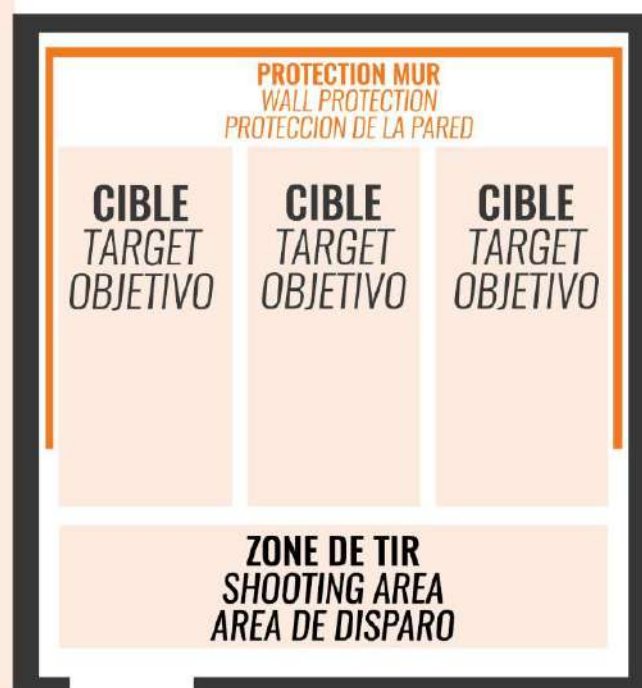 PROTECTION MUR
WALL PROTECTION
PROTECCION DE LA PARED
CIBLE
TARGET
OBJETIVO
CIBLE
TARGET
OBJETIVO
CIBLE
TARGET
OBJETIVO
ZONE DE TIR
SHOOTING AREA
AREA DE DISPARO